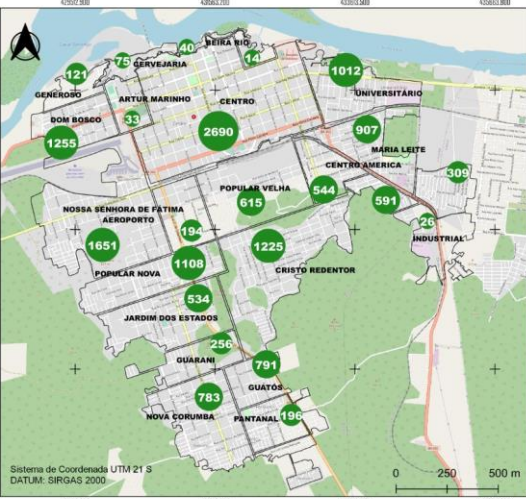 BEIRA RIO
40
75
14
CERVEJARIA
121
1012
GENEROSO
ARTUR MARINHO
CENTRO
UNIVERSITÁRIO
DOM BOSCO
33
907
2690
1255
MARIA LEITE
CENTRO AMERICA
309
POPULAR VELHA
544
615
591
NOSSA SENHORA DE FÁTIMA
AEROPORTO
194
26
1651
1225
INDUSTRIAL
1108
POPULAR NOVA
CRISTO REDENTOR
534
JARDIM DOS ESTADOS
256
GUARANI
791
GUATÓS
783
NOVA CORUMBA
PANTANAL
196
Sistema de Coordenada UTM 21 S
DATUM: SIRGAS 2000
0 250 500 m